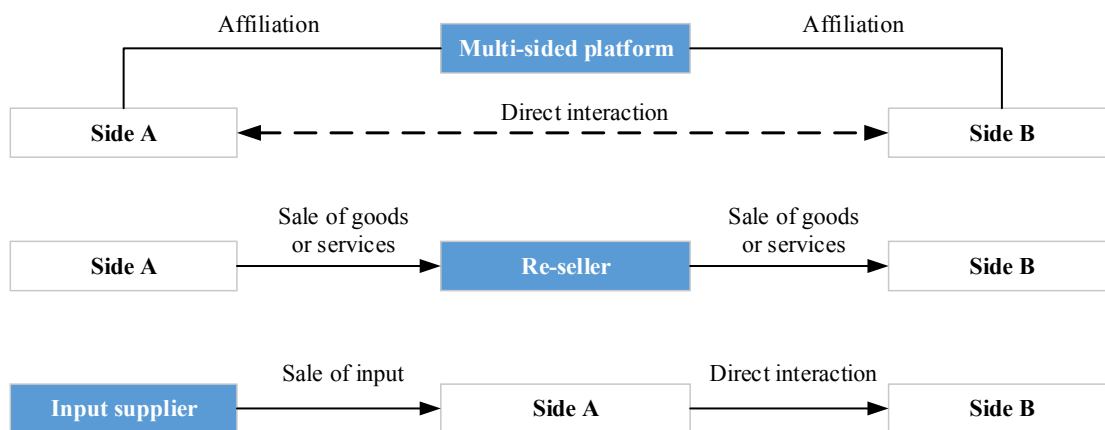 Affiliation
Multi-sided platform
Affiliation
Side A
Direct interaction
Side B
Side A
Sale of goods
or services
Re-seller
Sale of goods
or services
Side B
Input supplier
Sale of input
Side A
Direct interaction
Side B